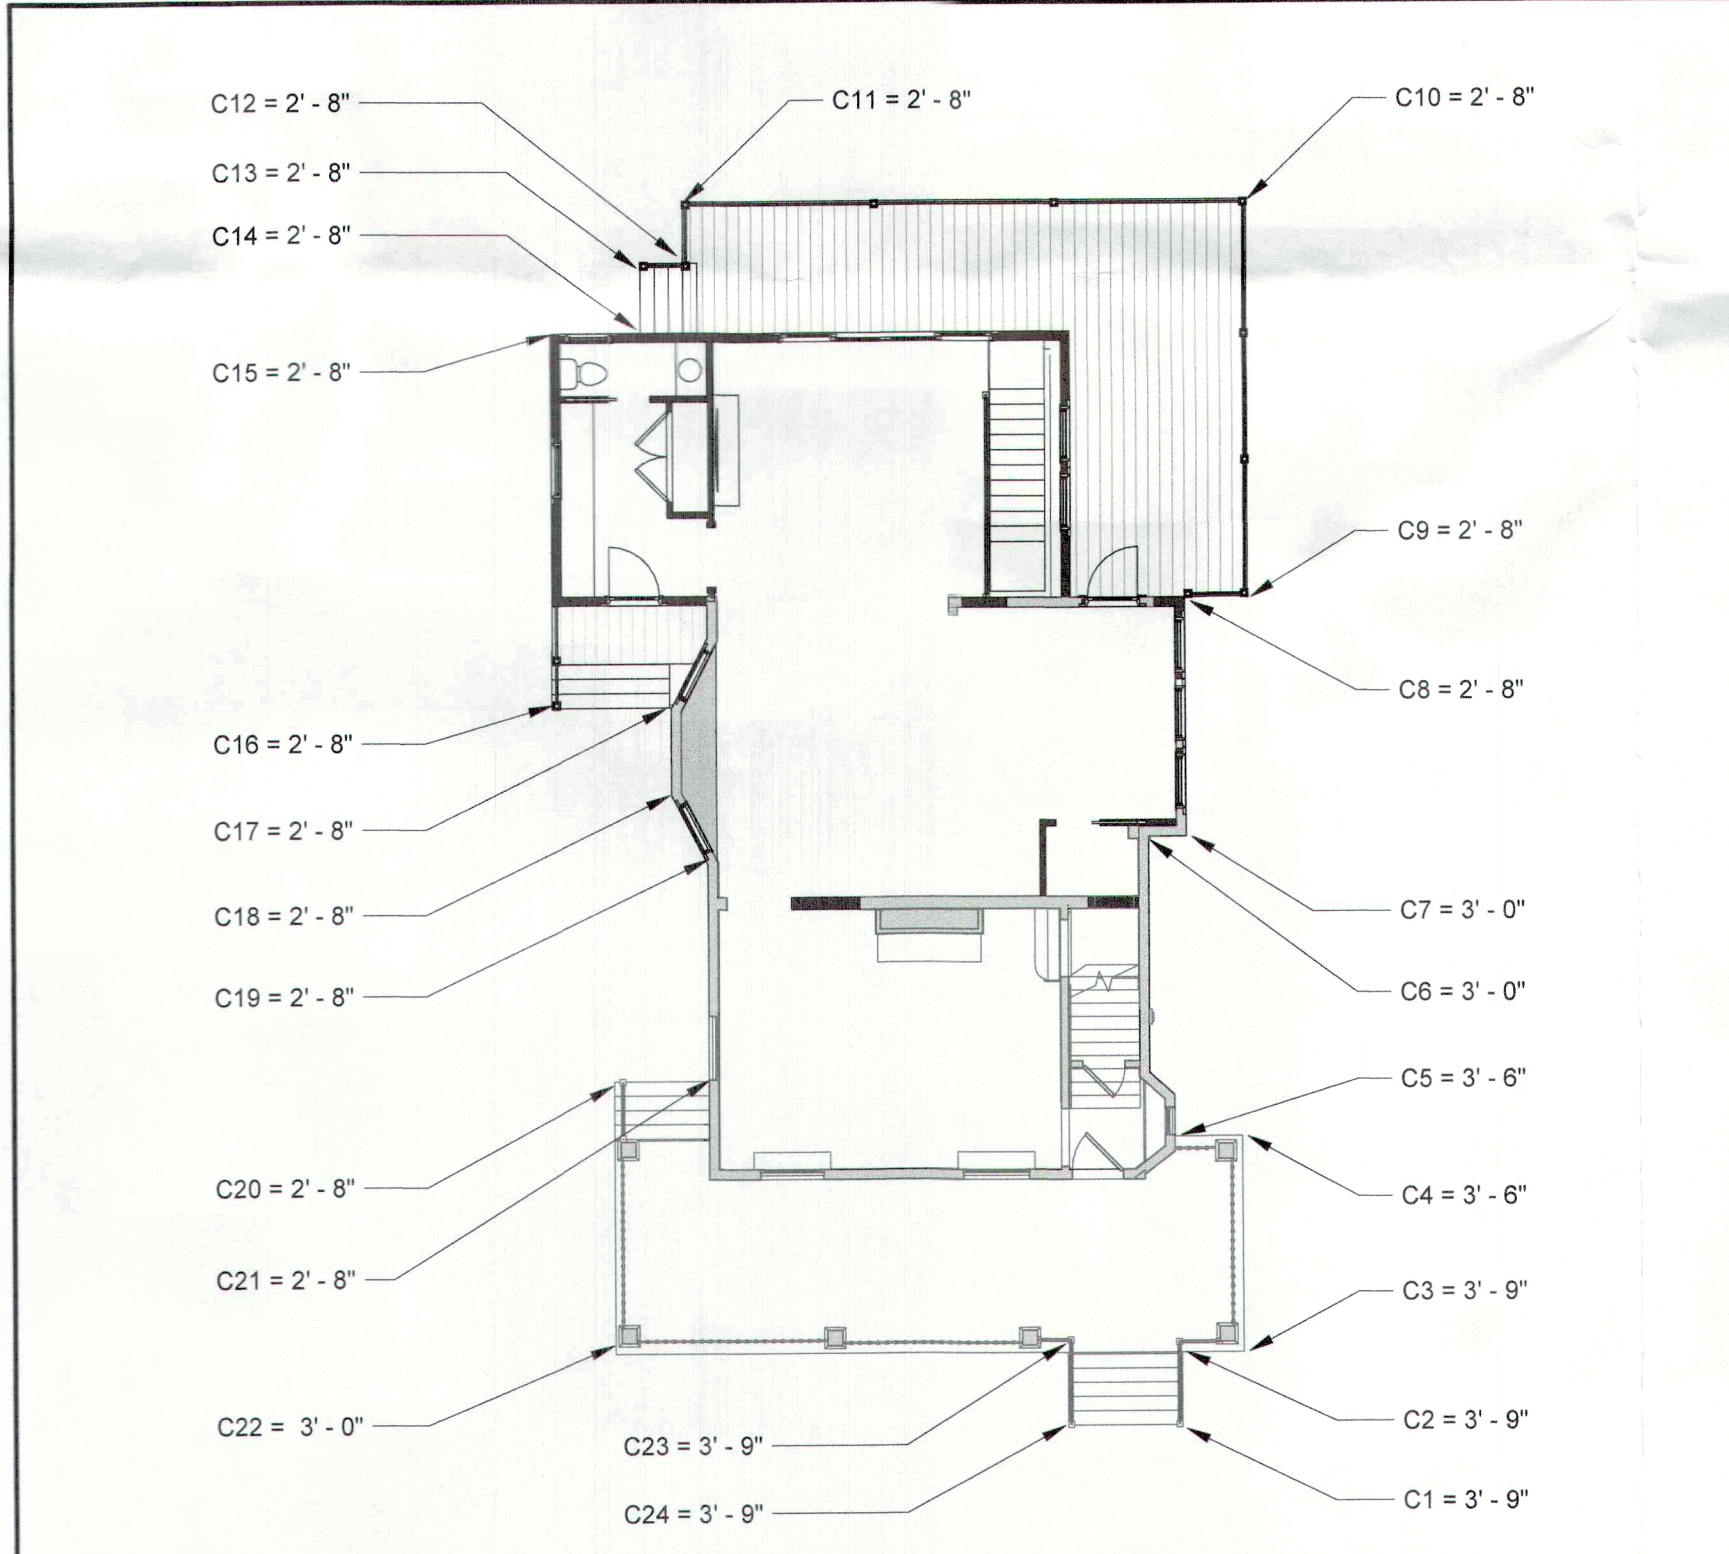 C12 = 2' - 8"
C11 = 2' - 8"
C10 = 2' - 8"
C13 = 2' - 8"
C14 = 2' - 8"
C15 = 2' - 8"
C9 = 2' - 8"
C8 = 2' - 8"
C16 = 2' - 8"
C17 = 2' - 8"
C18 = 2' - 8"
C7 = 3' - 0"
C19 = 2' - 8"
C6 = 3' - 0"
C5 = 3' - 6"
C20 = 2' - 8"
C4 = 3' - 6"
C21 = 2' - 8"
C3 = 3' - 9"
C22 = 3' - 0"
C23 = 3' - 9"
C2 = 3' - 9"
C24 = 3' - 9"
C1 = 3' - 9"